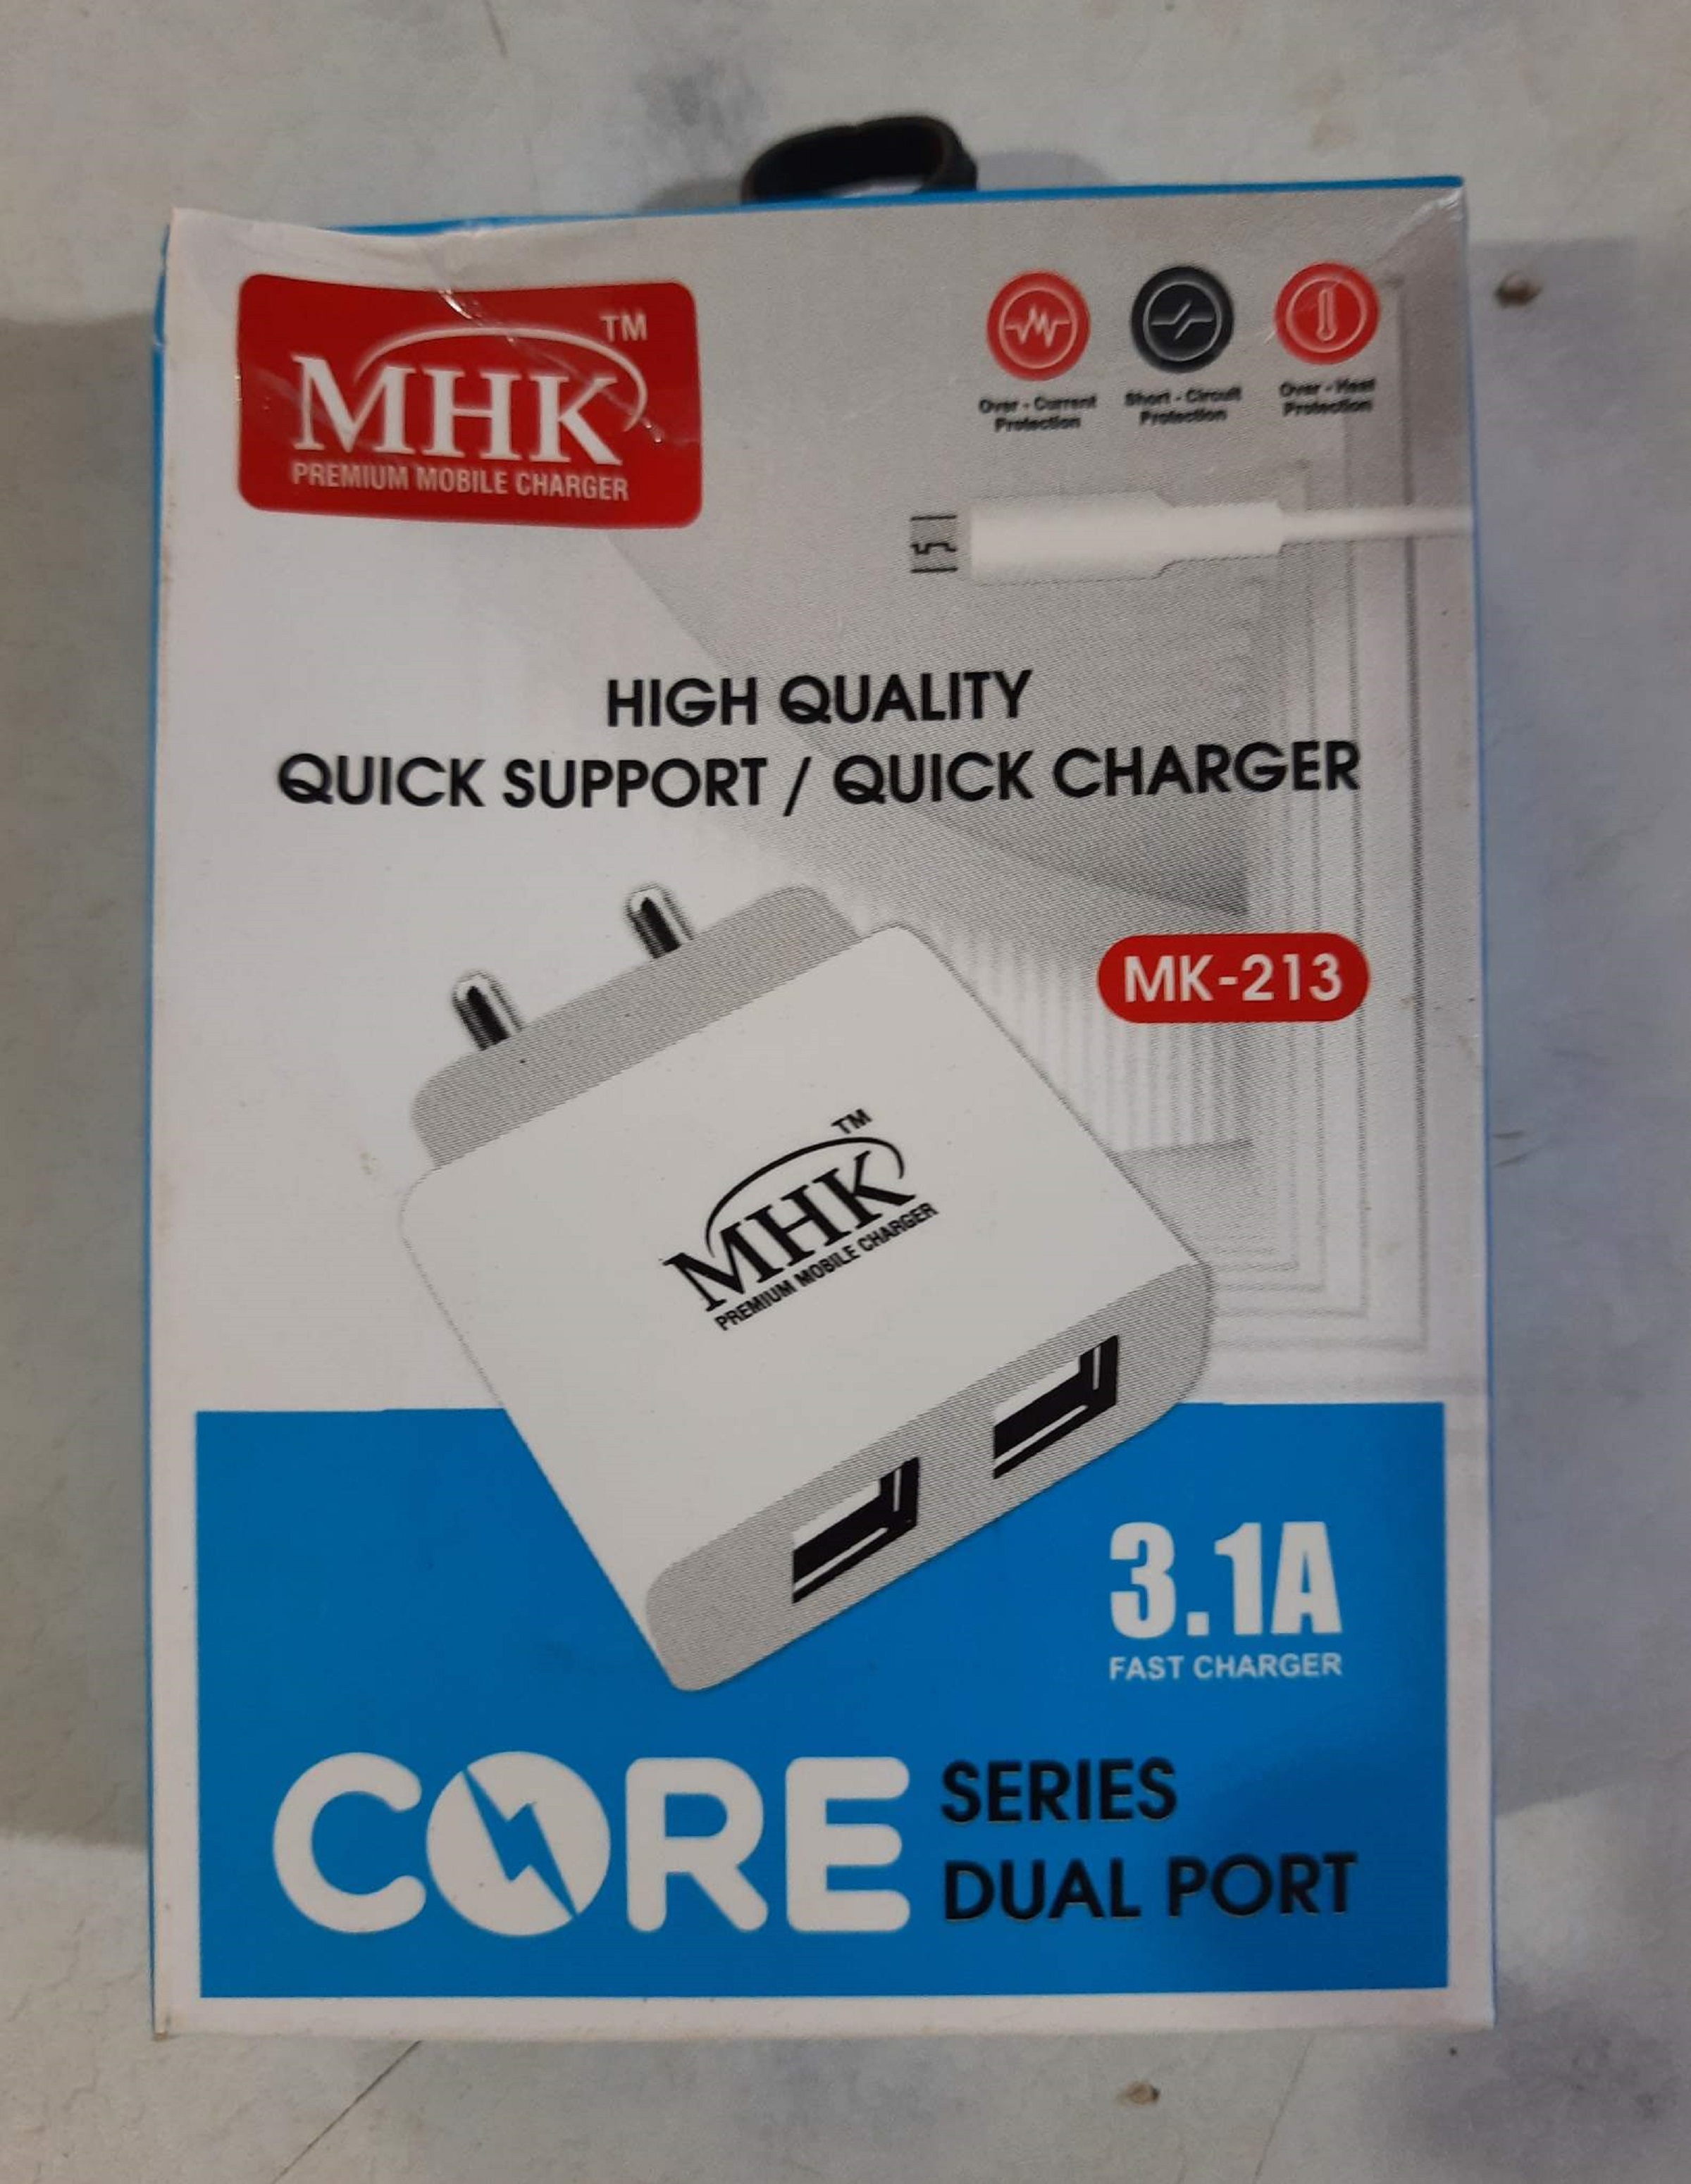 MHK TM
PREMIUM MOBILE CHARGER
Over - Current
Protection
Short - Circuit
Protection
Over - Heat
Protection
HIGH QUALITY
QUICK SUPPORT / QUICK CHARGER
MK-213
MHK TM
PREMIUM MOBILE CHARGER
3.1A
FAST CHARGER
CORE
SERIES
DUAL PORT